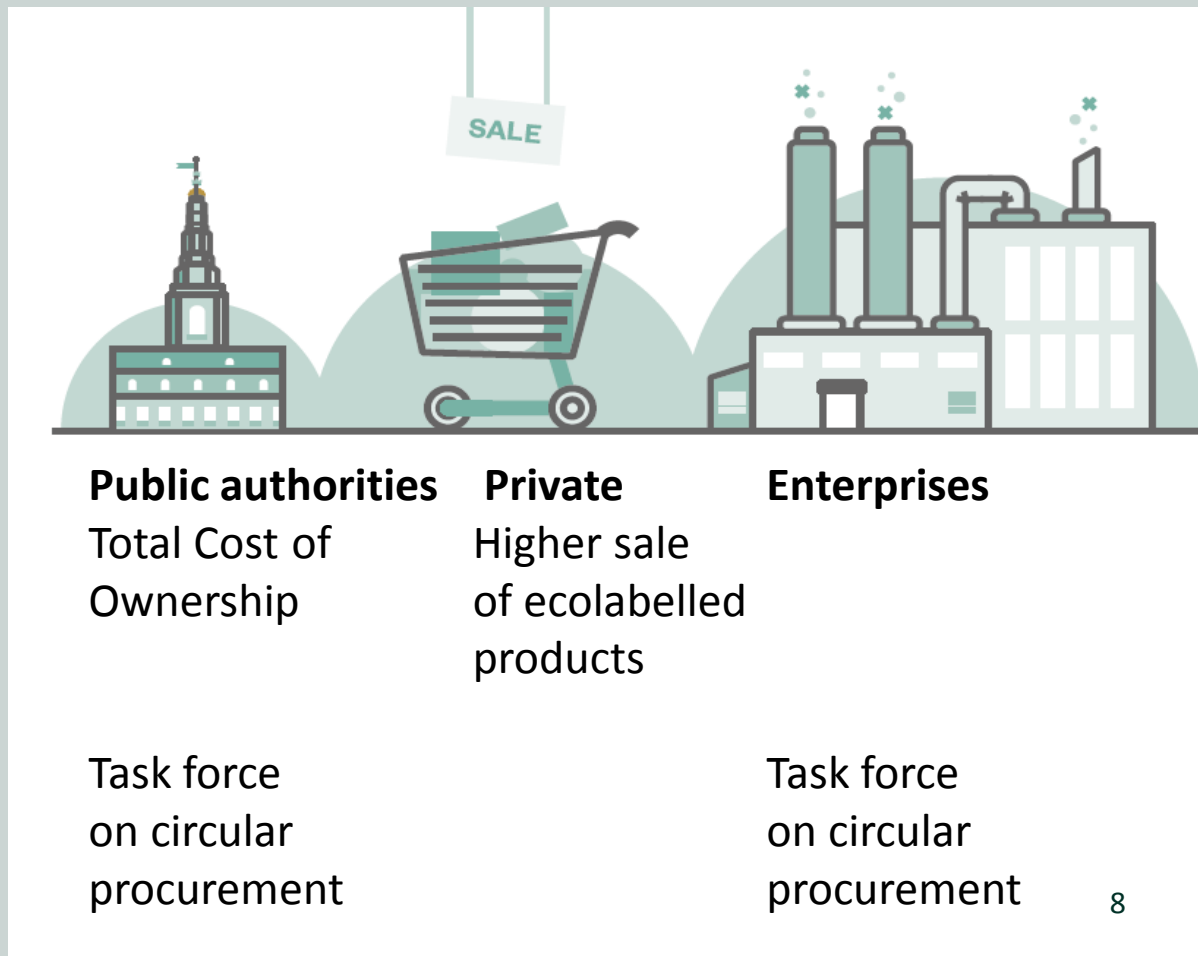 SALE
Public authorities
Total Cost of
Ownership
Task force
on circular
procurement
Private
Higher sale
of ecolabelled
products
Enterprises
Task force
on circular
procurement
8